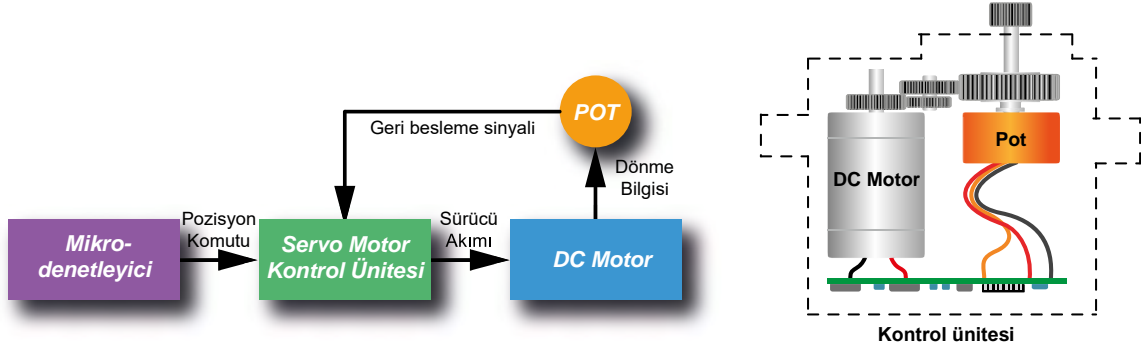 POT
Geri besleme sinyali
Dönme
Bilgisi
Mikro-
denetleyici
Pozisyon
Komutu
Servo Motor
Kontrol Ünitesi
Sürücü
Akımı
DC Motor
Pot
DC Motor
Kontrol ünitesi